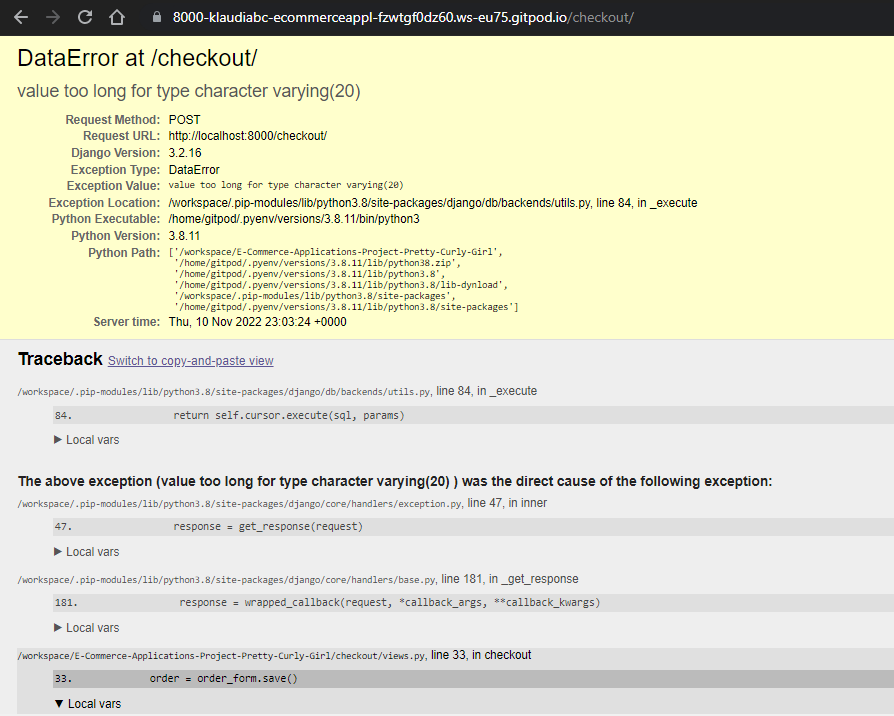 8000-klaudiabc-ecommerceappl-fzwtgf0dz60.ws-eu75.gitpod.io/checkout/
DataError at /checkout/
value too long for type character varying(20)
Request Method: POST
Request URL: http://localhost:8000/checkout/
Django Version: 3.2.16
Exception Type: DataError
Exception Value: value too long for type character varying(20)
Exception Location: /workspace/.pip-modules/lib/python3.8/site-packages/django/db/backends/utils.py, line 84, in _execute
Python Executable: /home/gitpod/.pyenv/versions/3.8.11/bin/python3
Python Version: 3.8.11
Python Path: ['/workspace/E-Commerce-Applications-Project-Pretty-Curly-Girl',
'/home/gitpod/.pyenv/versions/3.8.11/lib/python38.zip',
'/home/gitpod/.pyenv/versions/3.8.11/lib/python3.8',
'/home/gitpod/.pyenv/versions/3.8.11/lib/python3.8/lib-dynload',
'/workspace/.pip-modules/lib/python3.8/site-packages',
'/home/gitpod/.pyenv/versions/3.8.11/lib/python3.8/site-packages']
Server time: Thu, 10 Nov 2022 23:03:24 +0000
Traceback Switch to copy-and-paste view
/workspace/.pip-modules/lib/python3.8/site-packages/django/db/backends/utils.py, line 84, in _execute
84. return self.cursor.execute(sql, params)
▶ Local vars
The above exception (value too long for type character varying(20) ) was the direct cause of the following exception:
/workspace/.pip-modules/lib/python3.8/site-packages/django/core/handlers/exception.py, line 47, in inner
47. response = get_response(request)
▶ Local vars
/workspace/.pip-modules/lib/python3.8/site-packages/django/core/handlers/base.py, line 181, in _get_response
181. response = wrapped_callback(request, *callback_args, **callback_kwargs)
▶ Local vars
/workspace/E-Commerce-Applications-Project-Pretty-Curly-Girl/checkout/views.py, line 33, in checkout
33. order = order_form.save()
▼ Local vars